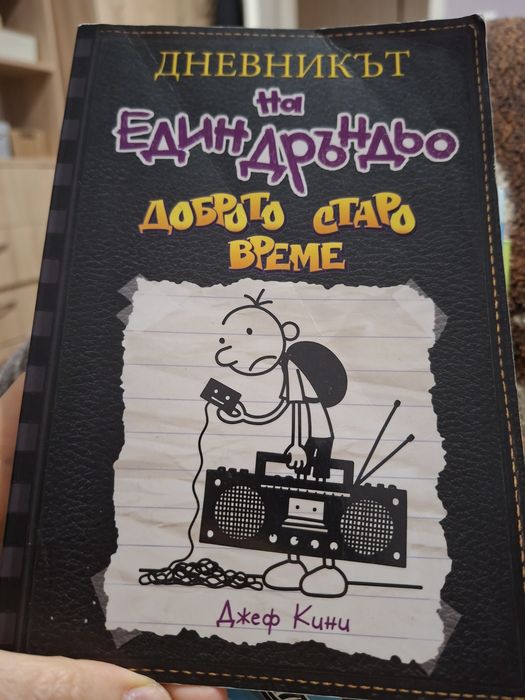 ДНЕВНИКЪТ
на
ЕДИН ДРЪНДЬО
ДОБРОТО СТАРО
ВРЕМЕ
Джеф Кини